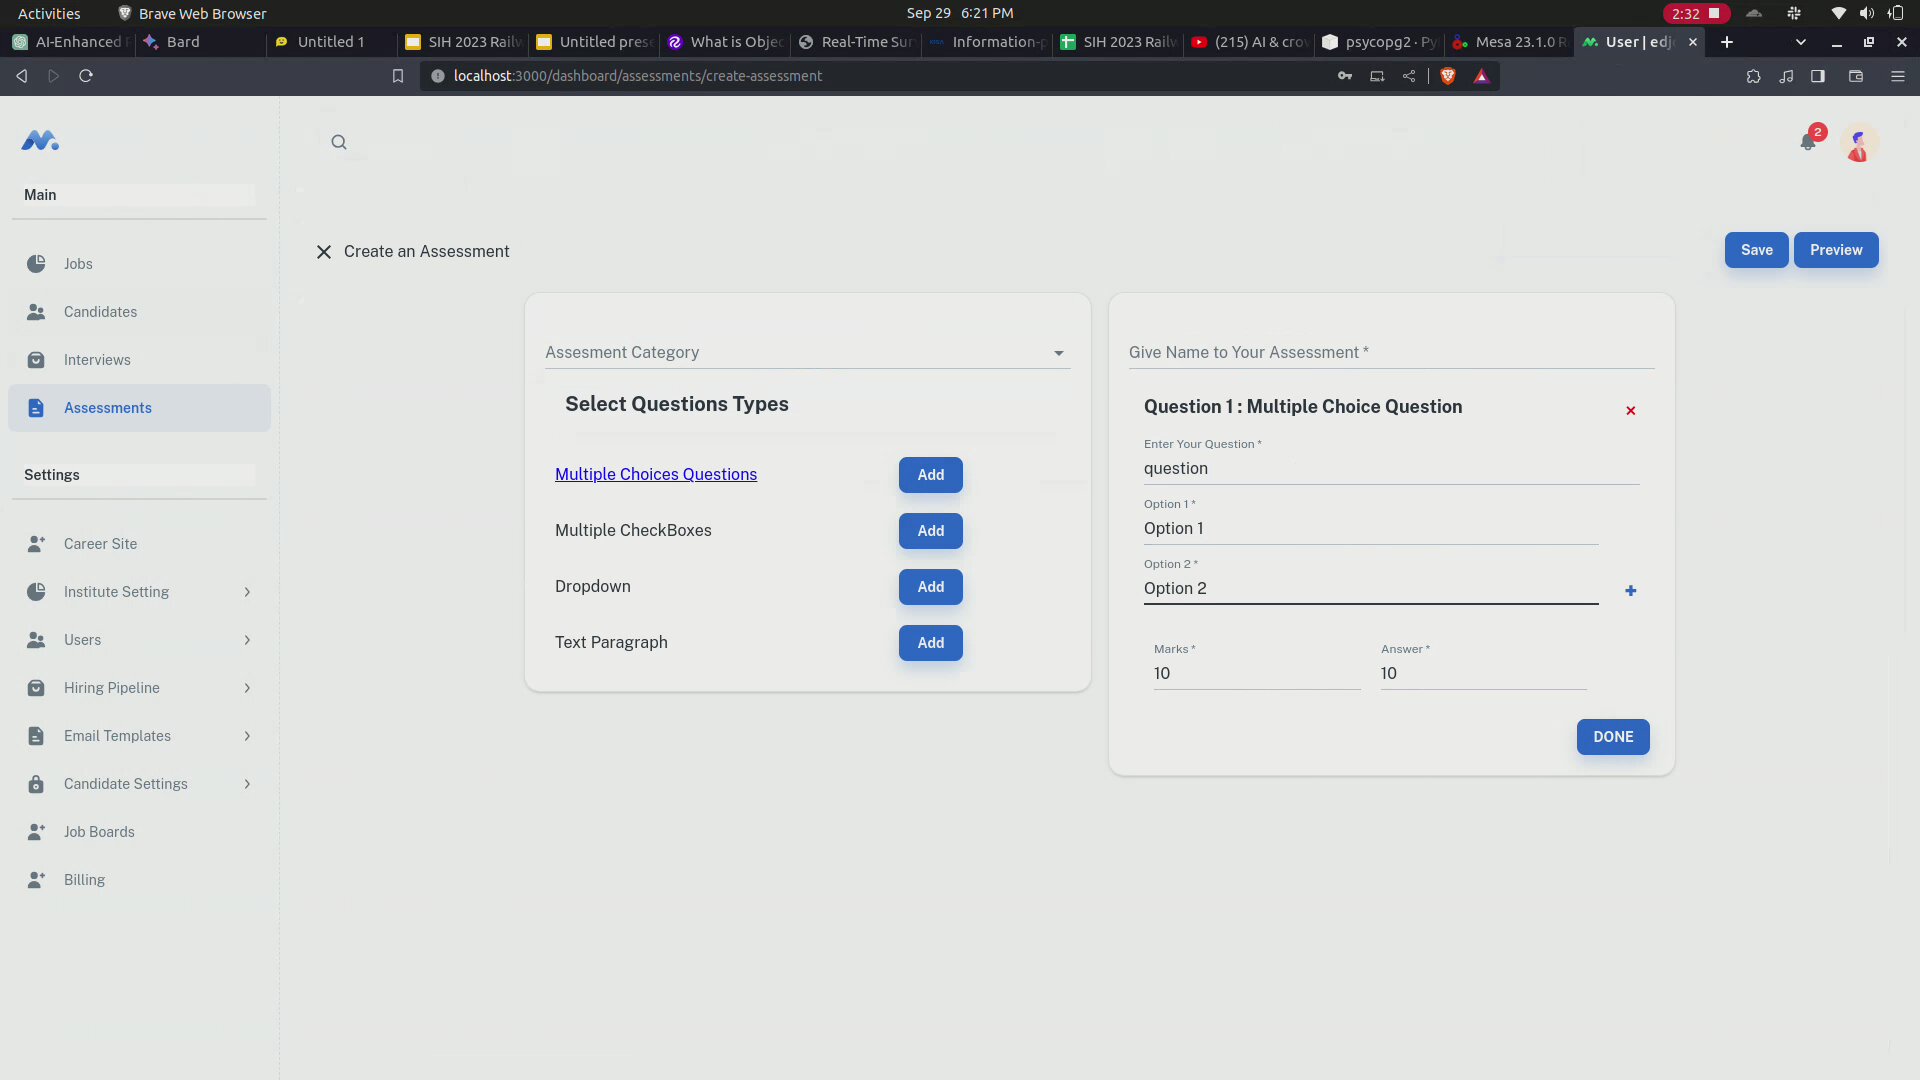 Activities Brave Web Browser Sep 29 6:21 PM 2:32
AI-Enhanced Bard Untitled 1 SIH 2023 Railw Untitled prese What is Objec Real-Time Sur Information-p SIH 2023 Railw (215) AI & crow psycopg2 · Py Mesa 23.1.0 R User | edjo
localhost:3000/dashboard/assessments/create-assessment
2
Main
Jobs
Candidates
Interviews
Assessments
Settings
Career Site
Institute Setting
Users
Hiring Pipeline
Email Templates
Candidate Settings
Job Boards
Billing
Create an Assessment
Save Preview
Assesment Category
Select Questions Types
Multiple Choices Questions Add
Multiple CheckBoxes Add
Dropdown Add
Text Paragraph Add
Give Name to Your Assessment *
Question 1 : Multiple Choice Question
Enter Your Question *
question
Option 1 *
Option 1
Option 2 *
Option 2
Marks * Answer *
10 10
DONE